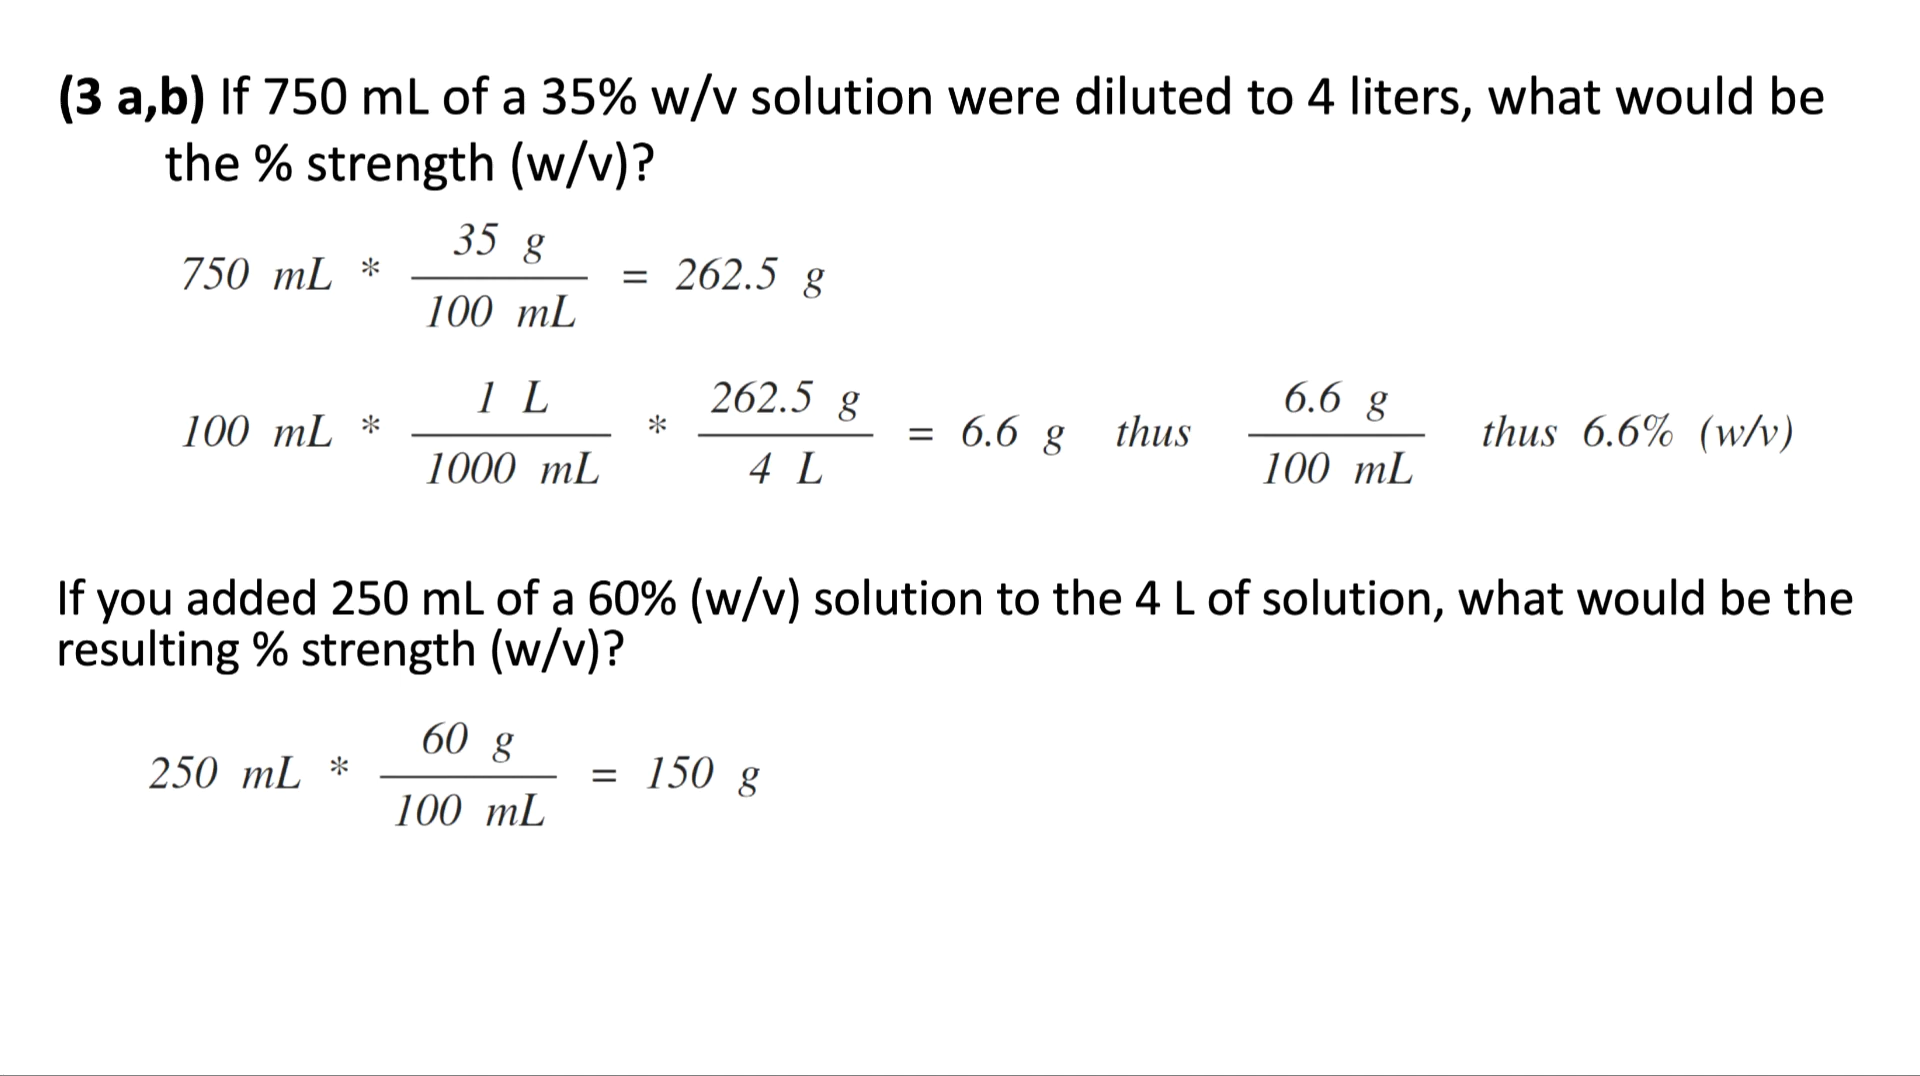 (3 a,b) If 750 mL of a 35% w/v solution were diluted to 4 liters, what would be
the % strength (w/v)?
750 mL * 35 g / 100 mL = 262.5 g
100 mL * 1 L / 1000 mL * 262.5 g / 4 L = 6.6 g thus 6.6 g / 100 mL thus 6.6% (w/v)
If you added 250 mL of a 60% (w/v) solution to the 4 L of solution, what would be the
resulting % strength (w/v)?
250 mL * 60 g / 100 mL = 150 g